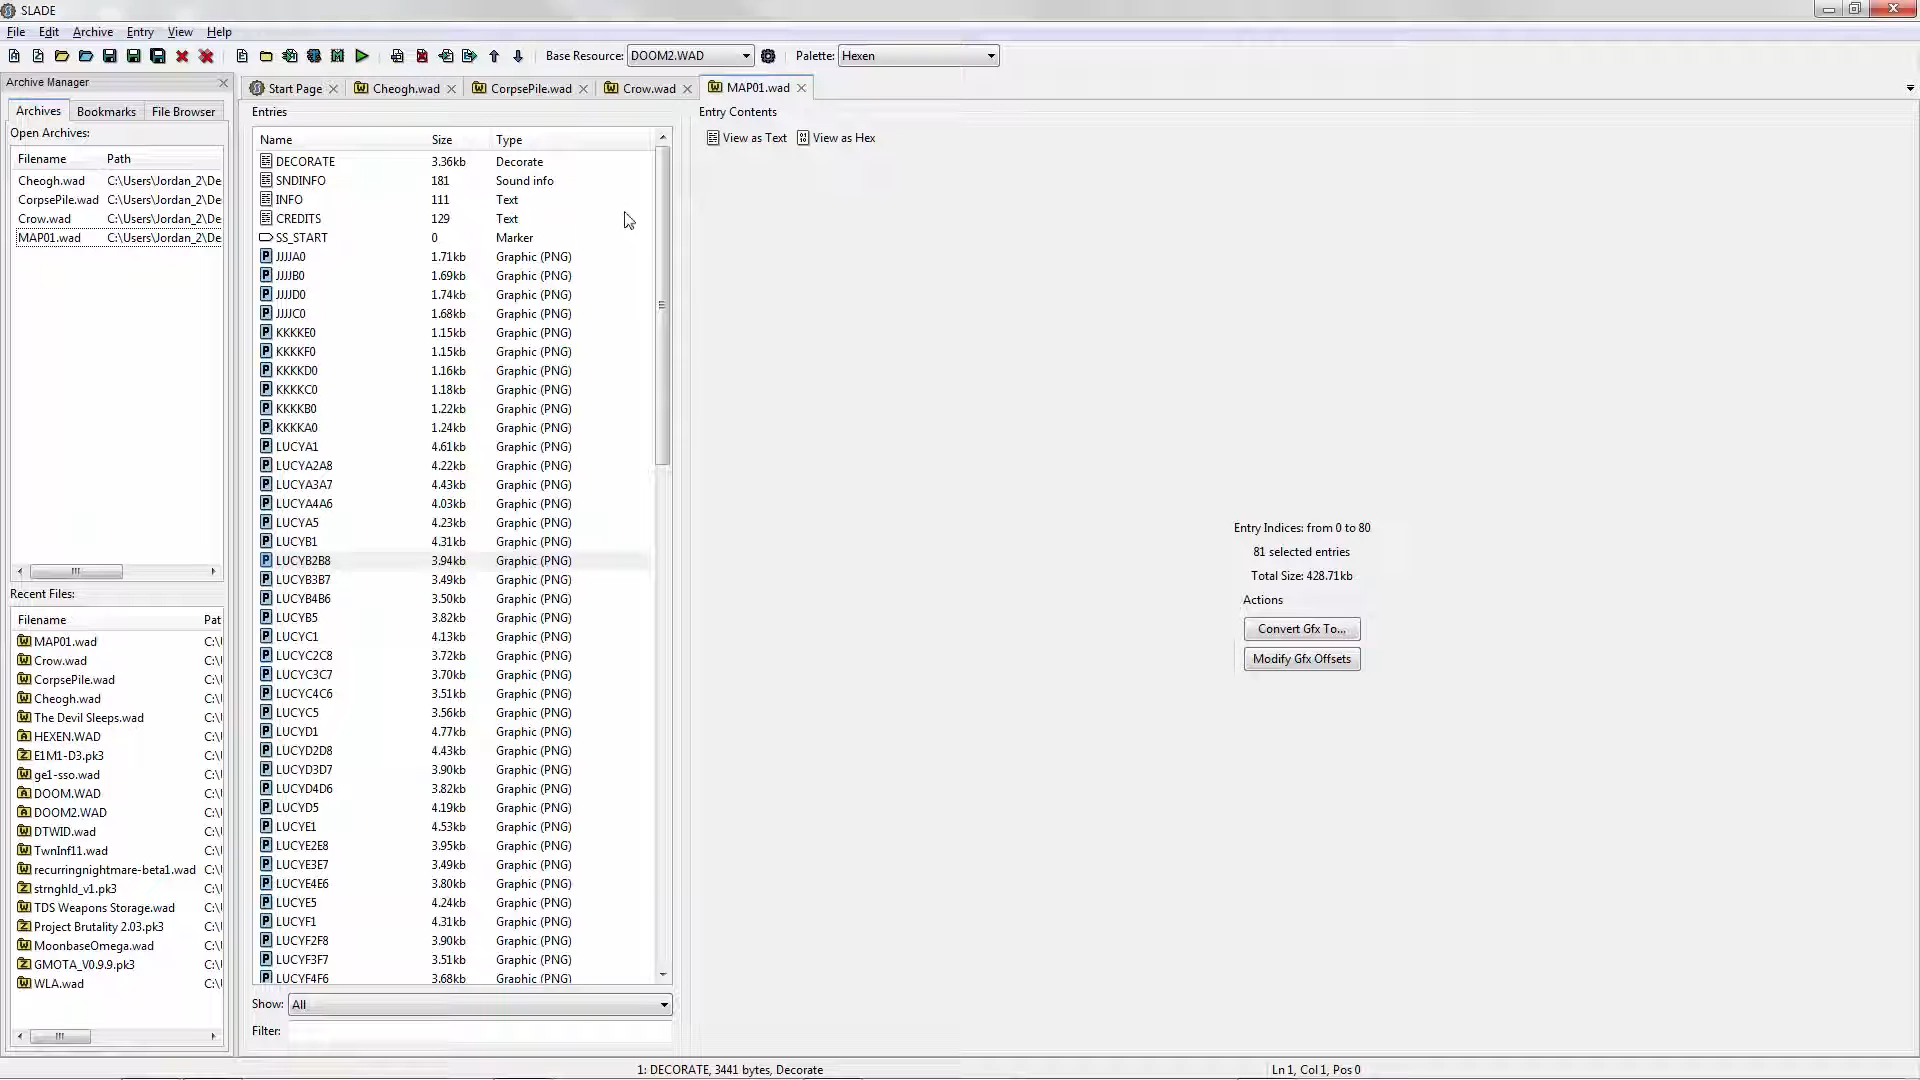 SLADE
File Edit Archive Entry View Help
Base Resource: DOOM2.WAD Palette: Hexen
Archive Manager
Archives Bookmarks File Browser
Open Archives:
Filename Path
Cheogh.wad C:\Users\Jordan_2\De
CorpsePile.wad C:\Users\Jordan_2\De
Crow.wad C:\Users\Jordan_2\De
MAP01.wad C:\Users\Jordan_2\De
Recent Files:
Filename Pat
MAP01.wad C:\
Crow.wad C:\
CorpsePile.wad C:\
Cheogh.wad C:\
The Devil Sleeps.wad C:\
HEXEN.WAD C:\
E1M1-D3.pk3 C:\
ge1-sso.wad C:\
DOOM.WAD C:\
DOOM2.WAD C:\
DTWID.wad C:\
TwnInf11.wad C:\
recurringnightmare-beta1.wad C:\
strnghld_v1.pk3 C:\
TDS Weapons Storage.wad C:\
Project Brutality 2.03.pk3 C:\
MoonbaseOmega.wad C:\
GMOTA_V0.9.9.pk3 C:\
WLA.wad C:\
Start Page Cheogh.wad CorpsePile.wad Crow.wad MAP01.wad
Entries
Name Size Type
DECORATE 3.36kb Decorate
SNDINFO 181 Sound info
INFO 111 Text
CREDITS 129 Text
SS_START 0 Marker
JJJJA0 1.71kb Graphic (PNG)
JJJJB0 1.69kb Graphic (PNG)
JJJJD0 1.74kb Graphic (PNG)
JJJJC0 1.68kb Graphic (PNG)
KKKKE0 1.15kb Graphic (PNG)
KKKKF0 1.15kb Graphic (PNG)
KKKKD0 1.16kb Graphic (PNG)
KKKKC0 1.18kb Graphic (PNG)
KKKKB0 1.22kb Graphic (PNG)
KKKKA0 1.24kb Graphic (PNG)
LUCYA1 4.61kb Graphic (PNG)
LUCYA2A8 4.22kb Graphic (PNG)
LUCYA3A7 4.43kb Graphic (PNG)
LUCYA4A6 4.03kb Graphic (PNG)
LUCYA5 4.23kb Graphic (PNG)
LUCYB1 4.31kb Graphic (PNG)
LUCYB2B8 3.94kb Graphic (PNG)
LUCYB3B7 3.49kb Graphic (PNG)
LUCYB4B6 3.50kb Graphic (PNG)
LUCYB5 3.82kb Graphic (PNG)
LUCYC1 4.13kb Graphic (PNG)
LUCYC2C8 3.72kb Graphic (PNG)
LUCYC3C7 3.70kb Graphic (PNG)
LUCYC4C6 3.51kb Graphic (PNG)
LUCYC5 3.56kb Graphic (PNG)
LUCYD1 4.77kb Graphic (PNG)
LUCYD2D8 4.43kb Graphic (PNG)
LUCYD3D7 3.90kb Graphic (PNG)
LUCYD4D6 3.82kb Graphic (PNG)
LUCYD5 4.19kb Graphic (PNG)
LUCYE1 4.53kb Graphic (PNG)
LUCYE2E8 3.95kb Graphic (PNG)
LUCYE3E7 3.49kb Graphic (PNG)
LUCYE4E6 3.80kb Graphic (PNG)
LUCYE5 4.24kb Graphic (PNG)
LUCYF1 4.31kb Graphic (PNG)
LUCYF2F8 3.90kb Graphic (PNG)
LUCYF3F7 3.51kb Graphic (PNG)
LUCYF4F6 3.68kb Graphic (PNG)
Show: All
Filter:
Entry Contents
View as Text View as Hex
Entry Indices: from 0 to 80
81 selected entries
Total Size: 428.71kb
Actions
Convert Gfx To...
Modify Gfx Offsets
1: DECORATE, 3441 bytes, Decorate
Ln 1, Col 1, Pos 0